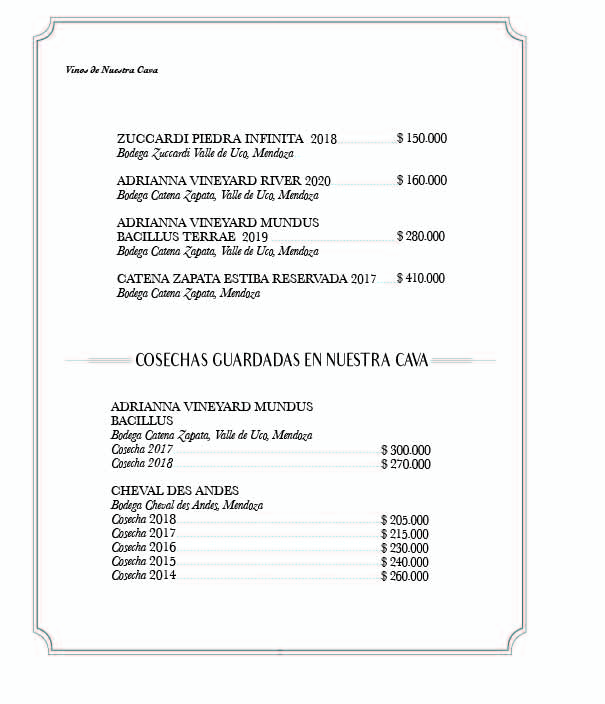 Vinos de Nuestra Cava
ZUCCARDI PIEDRA INFINITA 2018 $ 150.000
Bodega Zuccardi Valle de Uco, Mendoza
ADRIANNA VINEYARD RIVER 2020 $ 160.000
Bodega Catena Zapata, Valle de Uco, Mendoza
ADRIANNA VINEYARD MUNDUS
BACILLUS TERRAE 2019 $ 280.000
Bodega Catena Zapata, Valle de Uco, Mendoza
CATENA ZAPATA ESTIBA RESERVADA 2017 $ 410.000
Bodega Catena Zapata, Mendoza
COSECHAS GUARDADAS EN NUESTRA CAVA
ADRIANNA VINEYARD MUNDUS
BACILLUS
Bodega Catena Zapata, Valle de Uco, Mendoza
Cosecha 2017 $ 300.000
Cosecha 2018 $ 270.000
CHEVAL DES ANDES
Bodega Cheval des Andes, Mendoza
Cosecha 2018 $ 205.000
Cosecha 2017 $ 215.000
Cosecha 2016 $ 230.000
Cosecha 2015 $ 240.000
Cosecha 2014 $ 260.000